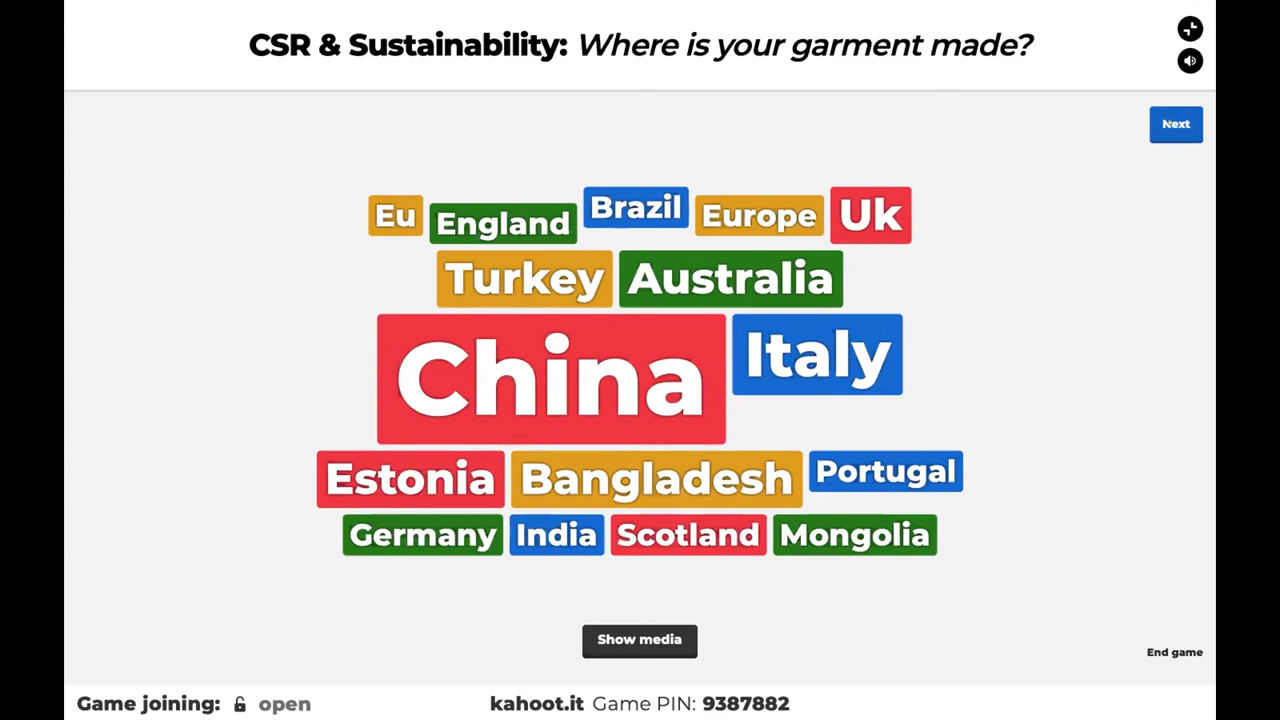 CSR & Sustainability: Where is your garment made?
Next
Eu England Brazil Europe Uk
Turkey Australia
China Italy
Estonia Bangladesh Portugal
Germany India Scotland Mongolia
Show media
End game
Game joining: open kahoot.it Game PIN: 9387882